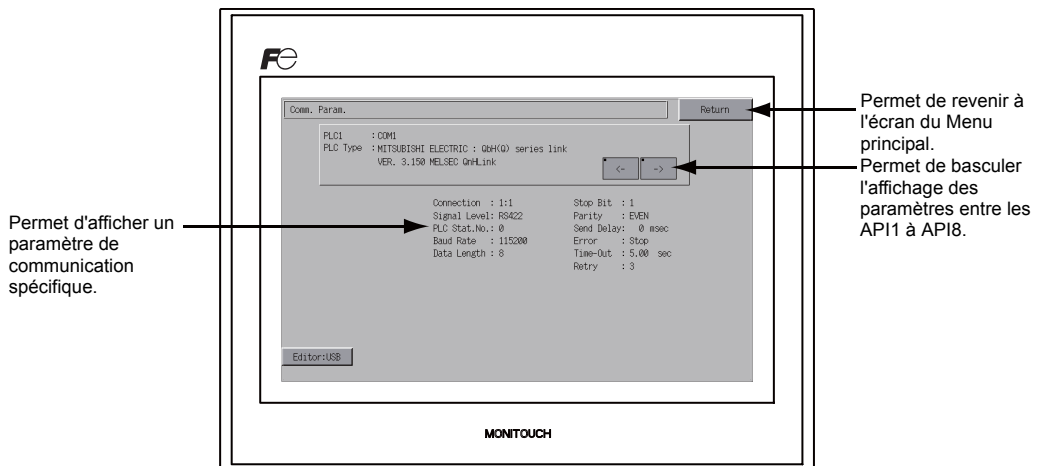 Fe
Comm. Param.
Return
PLC1 : COM1
PLC Type : MITSUBISHI ELECTRIC : QbH(Q) series link
VER. 3.150 MELSEC QnHLink
<- ->
Connection : 1:1
Signal Level: RS422
PLC Stat.No.: 0
Baud Rate : 115200
Data Length : 8
Stop Bit : 1
Parity : EVEN
Send Delay: 0 msec
Error : Stop
Time-Out : 5.00 sec
Retry : 3
Editor:USB
MONITOUCH
Permet d'afficher un
paramètre de
communication
spécifique.
Permet de revenir à
l'écran du Menu
principal.
Permet de basculer
l'affichage des
paramètres entre les
API1 à API8.